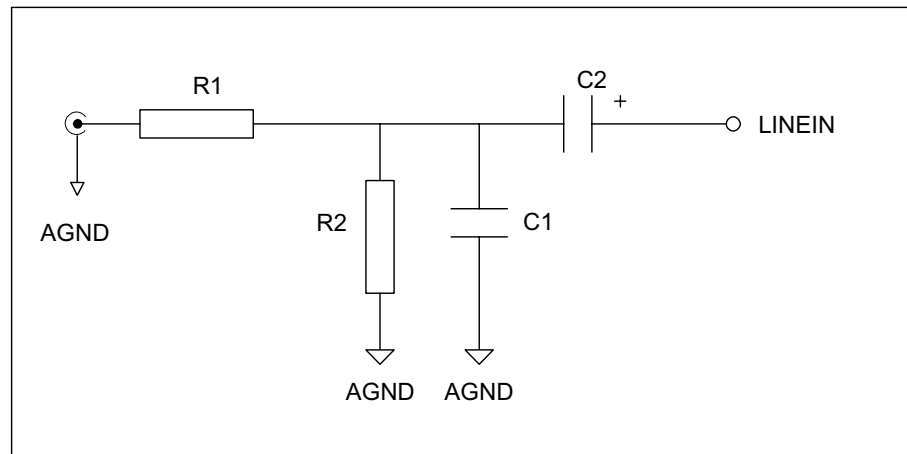 R1
C2
+
LINEIN
AGND
R2
C1
AGND
AGND